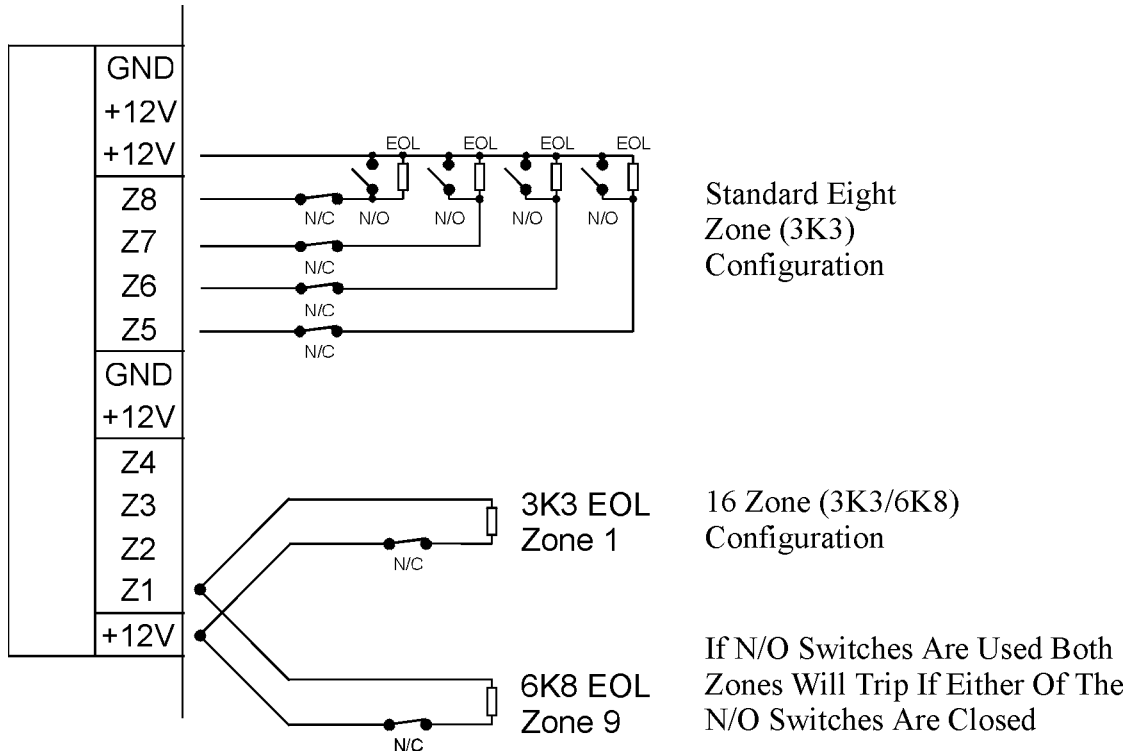 GND
+12V
+12V
Z8
Z7
Z6
Z5
GND
+12V
Z4
Z3
Z2
Z1
+12V
EOL EOL EOL EOL
N/C N/O N/O N/O N/O
N/C
N/C
N/C
Standard Eight
Zone (3K3)
Configuration
3K3 EOL
Zone 1
N/C
16 Zone (3K3/6K8)
Configuration
6K8 EOL
Zone 9
N/C
If N/O Switches Are Used Both
Zones Will Trip If Either Of The
N/O Switches Are Closed